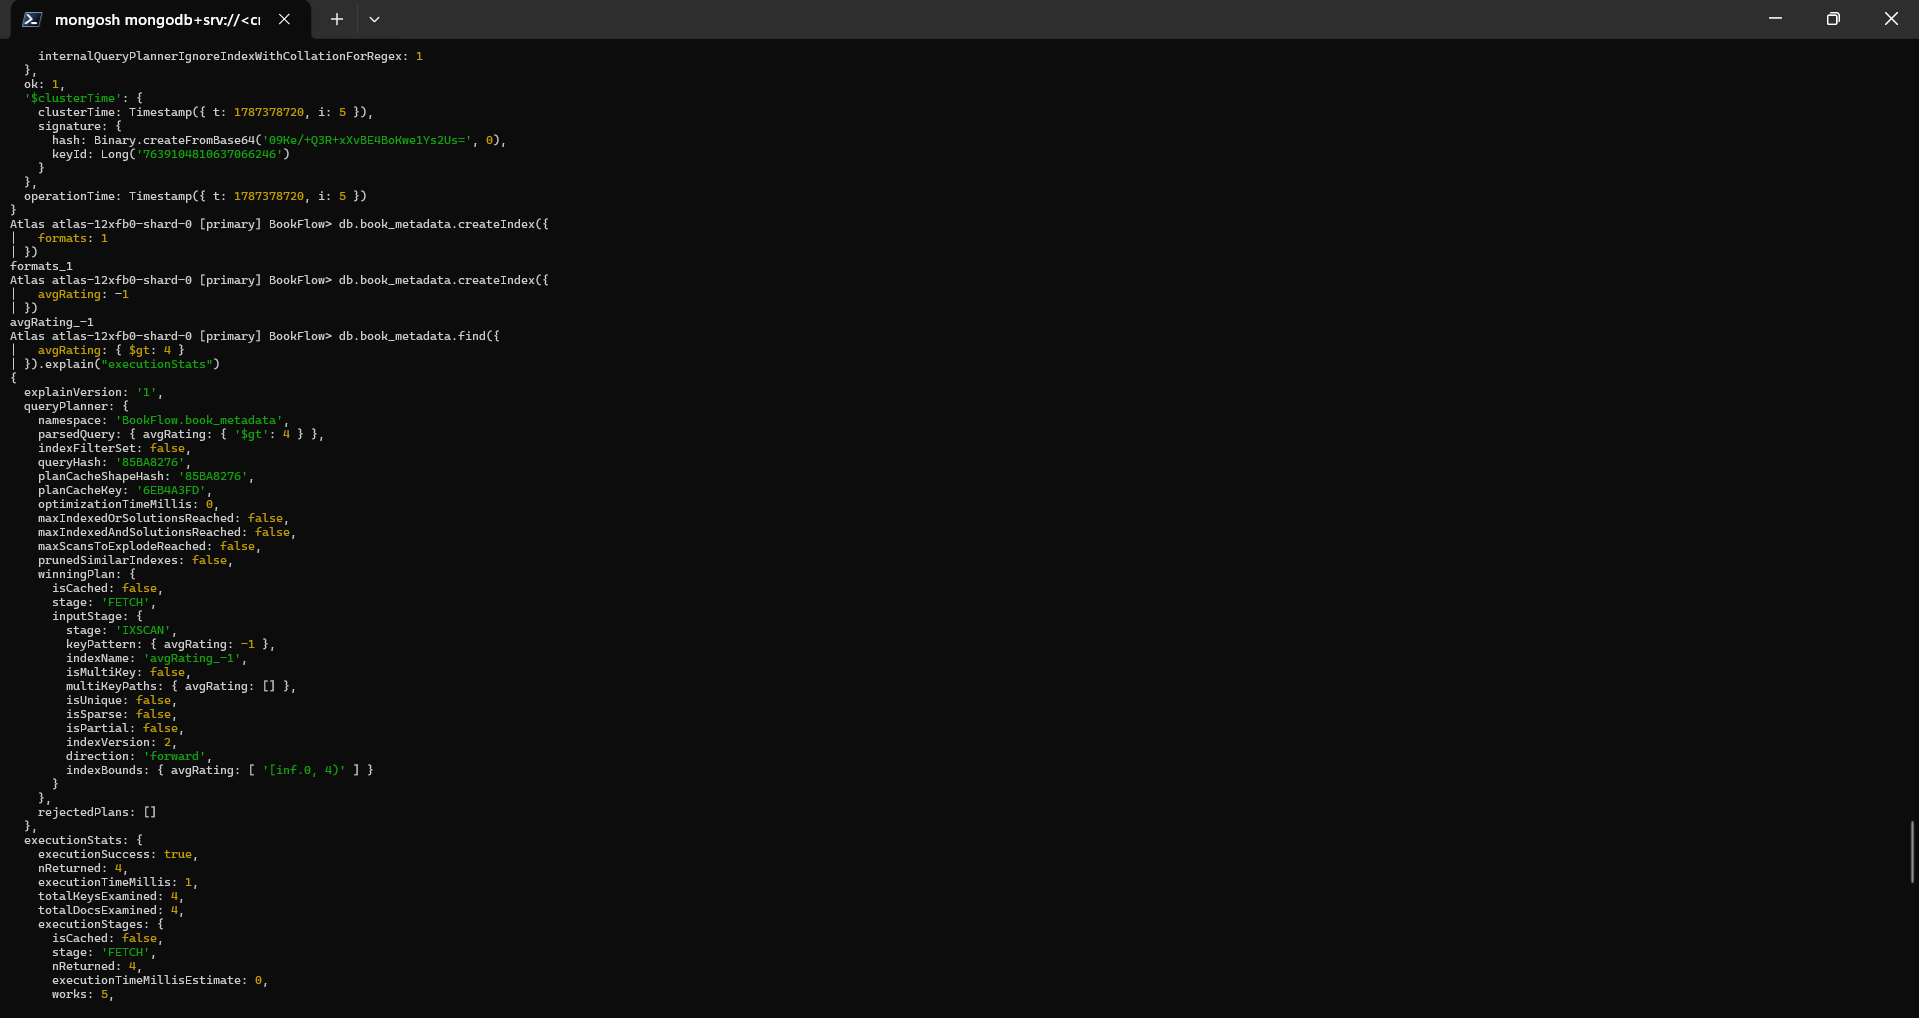 mongosh mongodb+srv://<cr
internalQueryPlannerIgnoreIndexWithCollationForRegex: 1
},
ok: 1,
'$clusterTime': {
clusterTime: Timestamp({ t: 1787378720, i: 5 }),
signature: {
hash: Binary.createFromBase64('09Ke/+Q3R+xXvBE4BoKwe1Ys2Us=', 0),
keyId: Long('7639104810637066246')
}
},
operationTime: Timestamp({ t: 1787378720, i: 5 })
}
Atlas atlas-12xfb0-shard-0 [primary] BookFlow> db.book_metadata.createIndex({
|   formats: 1
| })
formats_1
Atlas atlas-12xfb0-shard-0 [primary] BookFlow> db.book_metadata.createIndex({
|   avgRating: -1
| })
avgRating_-1
Atlas atlas-12xfb0-shard-0 [primary] BookFlow> db.book_metadata.find({
|   avgRating: { $gt: 4 }
| }).explain("executionStats")
{
explainVersion: '1',
queryPlanner: {
namespace: 'BookFlow.book_metadata',
parsedQuery: { avgRating: { '$gt': 4 } },
indexFilterSet: false,
queryHash: '85BA8276',
planCacheShapeHash: '85BA8276',
planCacheKey: '6EB4A3FD',
optimizationTimeMillis: 0,
maxIndexedOrSolutionsReached: false,
maxIndexedAndSolutionsReached: false,
maxScansToExplodeReached: false,
prunedSimilarIndexes: false,
winningPlan: {
isCached: false,
stage: 'FETCH',
inputStage: {
stage: 'IXSCAN',
keyPattern: { avgRating: -1 },
indexName: 'avgRating_-1',
isMultiKey: false,
multiKeyPaths: { avgRating: [] },
isUnique: false,
isSparse: false,
isPartial: false,
indexVersion: 2,
direction: 'forward',
indexBounds: { avgRating: [ '[inf.0, 4)' ] }
}
},
rejectedPlans: []
},
executionStats: {
executionSuccess: true,
nReturned: 4,
executionTimeMillis: 1,
totalKeysExamined: 4,
totalDocsExamined: 4,
executionStages: {
isCached: false,
stage: 'FETCH',
nReturned: 4,
executionTimeMillisEstimate: 0,
works: 5,